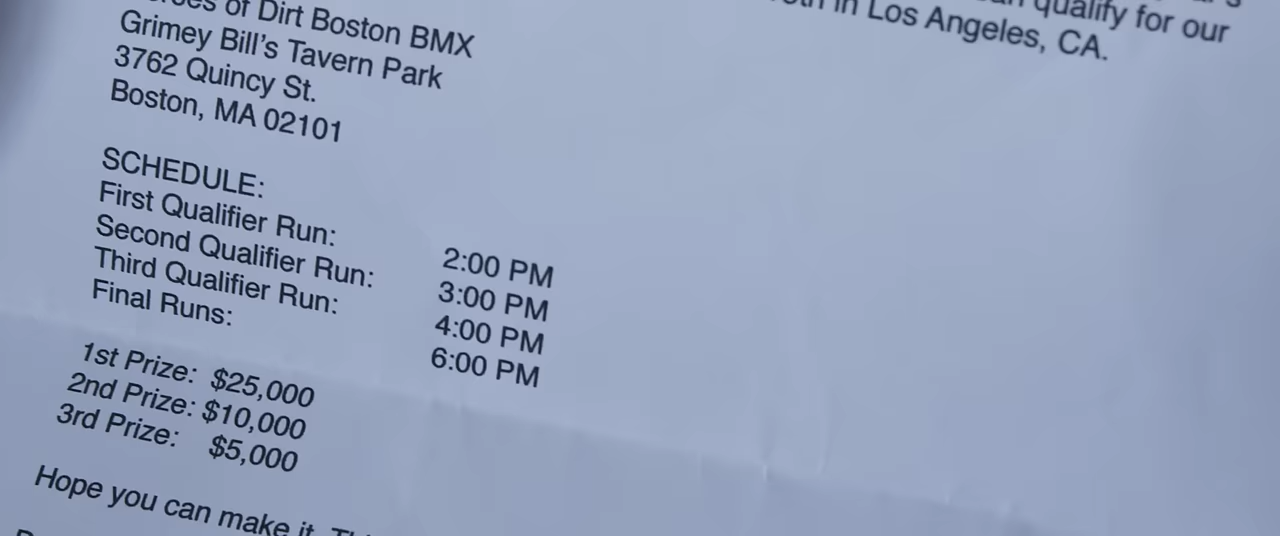 qualify for our
in Los Angeles, CA.
of Dirt Boston BMX
Grimey Bill's Tavern Park
3762 Quincy St.
Boston, MA 02101
SCHEDULE:
First Qualifier Run: 2:00 PM
Second Qualifier Run: 3:00 PM
Third Qualifier Run: 4:00 PM
Final Runs: 6:00 PM
1st Prize: $25,000
2nd Prize: $10,000
3rd Prize: $5,000
Hope you can make it.